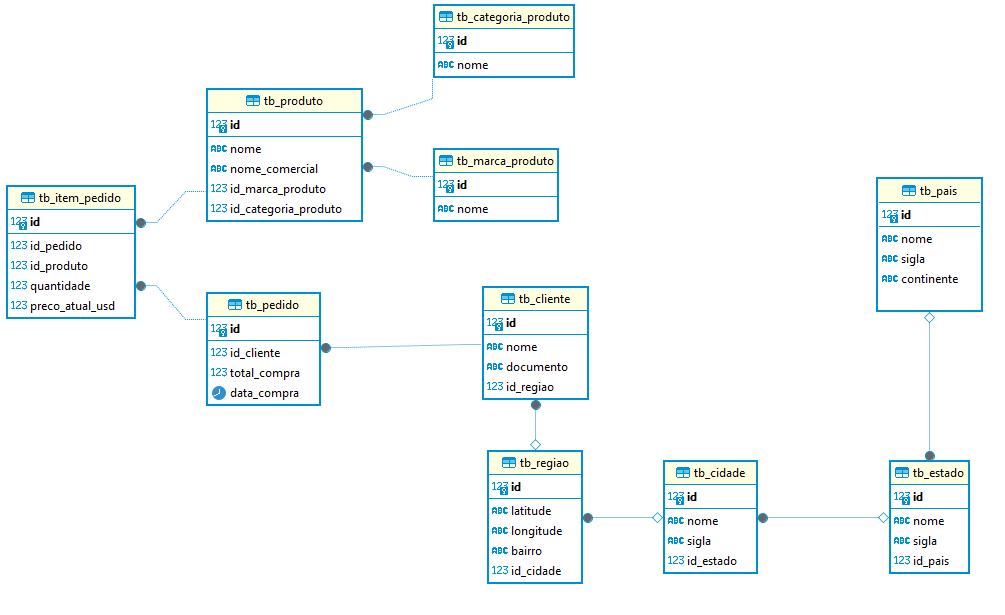 tb_categoria_produto
123 id
ABC nome
tb_produto
123 id
ABC nome
ABC nome_comercial
123 id_marca_produto
123 id_categoria_produto
tb_marca_produto
123 id
ABC nome
tb_item_pedido
123 id
123 id_pedido
123 id_produto
123 quantidade
123 preco_atual_usd
tb_pais
123 id
ABC nome
ABC sigla
ABC continente
tb_pedido
123 id
123 id_cliente
123 total_compra
data_compra
tb_cliente
123 id
ABC nome
ABC documento
123 id_regiao
tb_regiao
123 id
ABC latitude
ABC longitude
ABC bairro
123 id_cidade
tb_cidade
123 id
ABC nome
ABC sigla
123 id_estado
tb_estado
123 id
ABC nome
ABC sigla
123 id_pais